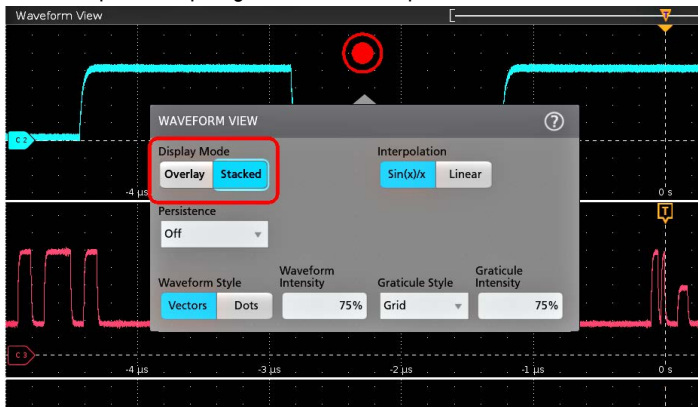 Waveform View
C 2
WAVEFORM VIEW ?
Display Mode Interpolation
Overlay Stacked Sin(x)/x Linear
-4 µs 0 s
Persistence
T
Off
Waveform Style Waveform Intensity Graticule Style Graticule Intensity
Vectors Dots 75% Grid 75%
C 3
-4 µs -3 µs -2 µs -1 µs 0 s